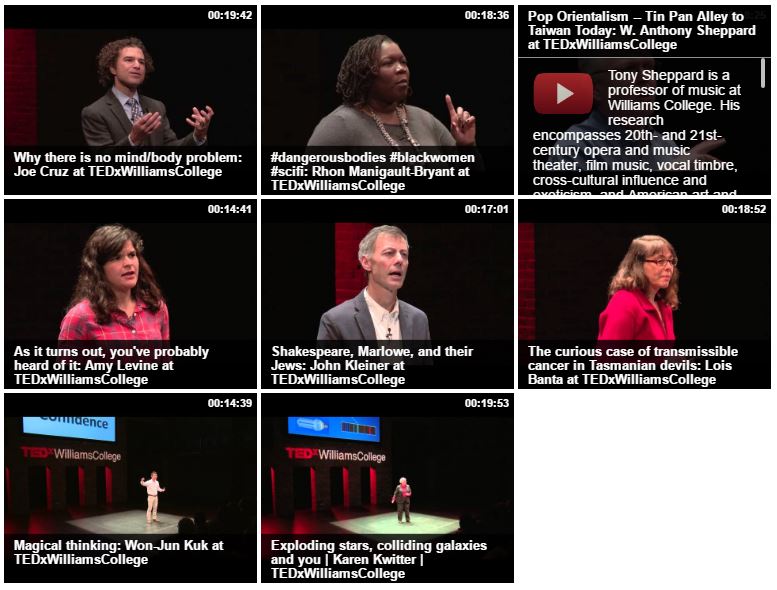 00:19:42
Why there is no mind/body problem:
Joe Cruz at TEDxWilliamsCollege
00:18:36
#dangerousbodies #blackwomen
#scifi: Rhon Manigault-Bryant at
TEDxWilliamsCollege
Pop Orientalism -- Tin Pan Alley to
Taiwan Today: W. Anthony Sheppard
at TEDxWilliamsCollege
Tony Sheppard is a
professor of music at
Williams College. His
research
encompasses 20th- and 21st-
century opera and music
theater, film music, vocal timbre,
cross-cultural influence and
exoticism, and American art and
00:14:41
As it turns out, you've probably
heard of it: Amy Levine at
TEDxWilliamsCollege
00:17:01
Shakespeare, Marlowe, and their
Jews: John Kleiner at
TEDxWilliamsCollege
00:18:52
The curious case of transmissible
cancer in Tasmanian devils: Lois
Banta at TEDxWilliamsCollege
00:14:39
Confidence
TEDxWilliamsCollege
Magical thinking: Won-Jun Kuk at
TEDxWilliamsCollege
00:19:53
TEDxWilliamsCollege
Exploding stars, colliding galaxies
and you | Karen Kwitter |
TEDxWilliamsCollege